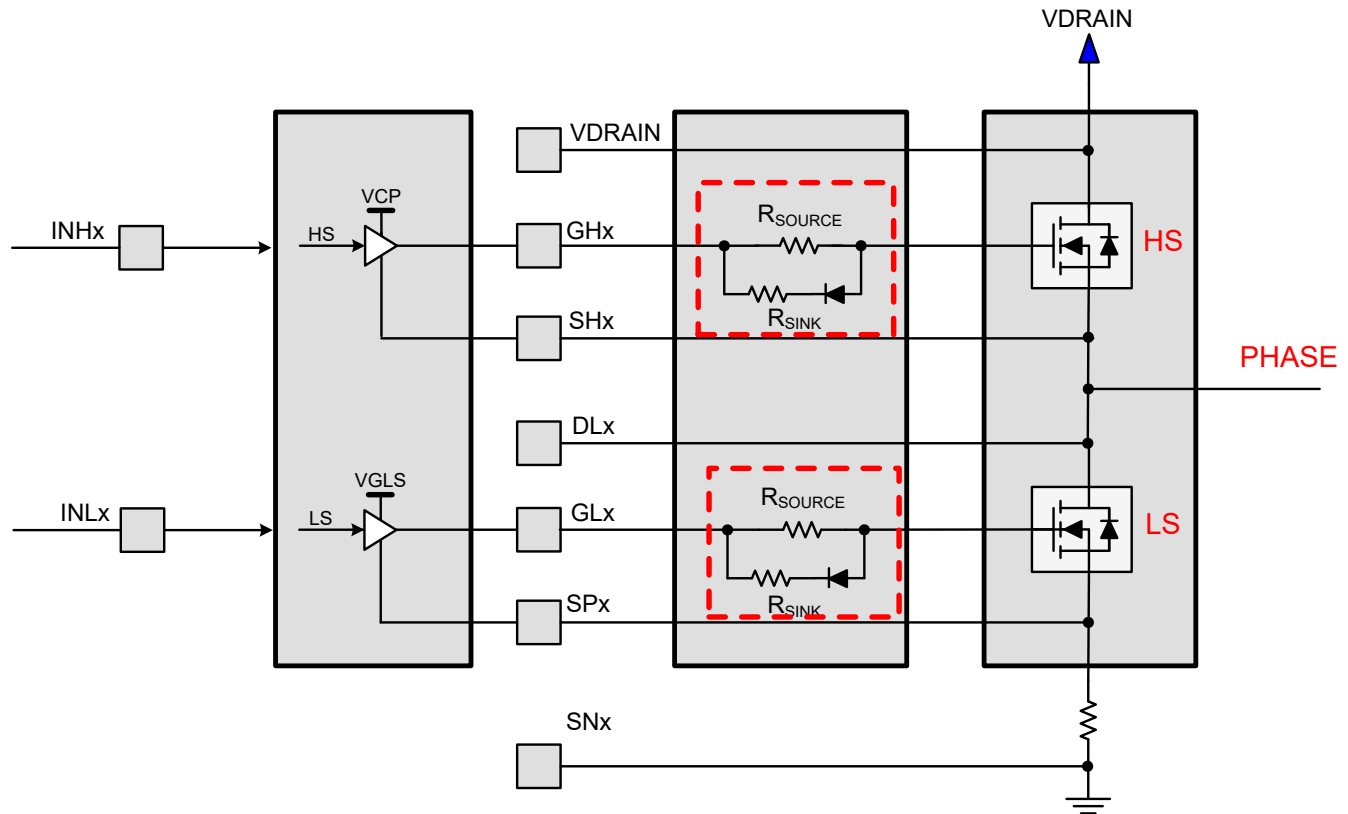 VDRAIN
VDRAIN
VCP
INHx
HS
GHx
RSOURCE
HS
SHx
RSINK
PHASE
DLx
VGLS
INLx
LS
GLx
RSOURCE
LS
SPx
RSINK
SNx